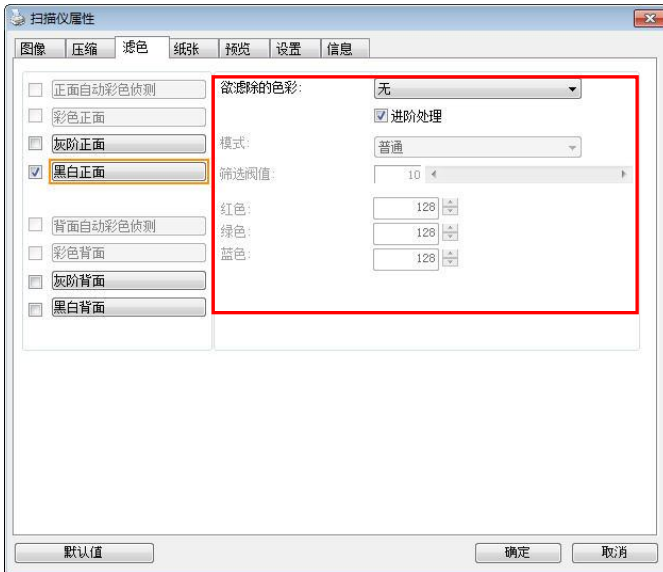 扫描仪属性
图像 压缩 滤色 纸张 预览 设置 信息
正面自动彩色侦测
彩色正面
灰阶正面
黑白正面
背面自动彩色侦测
彩色背面
灰阶背面
黑白背面
欲滤除的色彩: 无
进阶处理
模式: 普通
筛选阀值: 10
红色: 128
绿色: 128
蓝色: 128
默认值 确定 取消